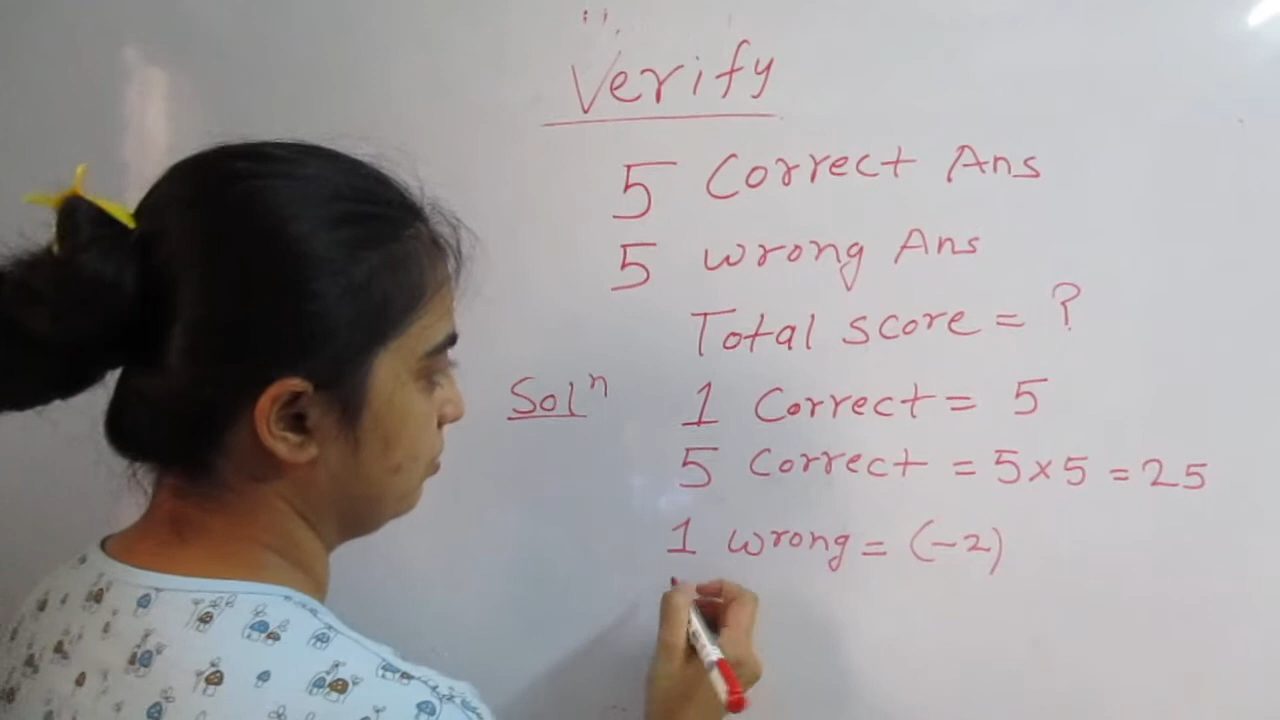 Verify
5 Correct Ans
5 wrong Ans
Total score = ?
Solⁿ 1 Correct = 5
5 Correct = 5×5 = 25
1 wrong = (-2)